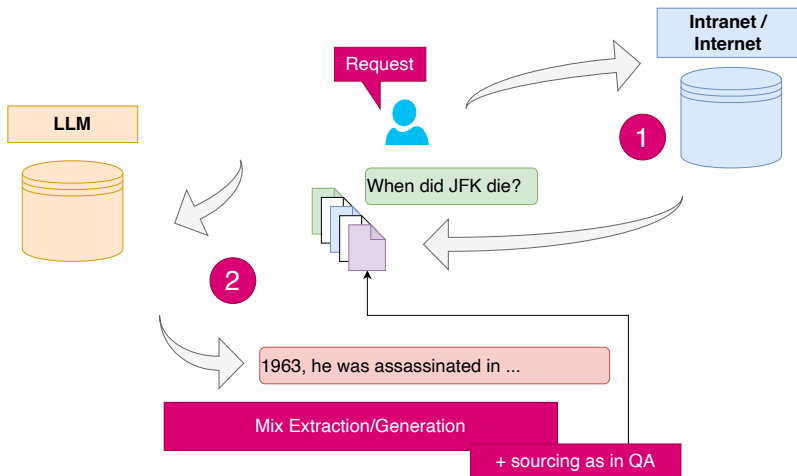 Intranet /
Internet
Request
LLM
1
When did JFK die?
2
1963, he was assassinated in ...
Mix Extraction/Generation
+ sourcing as in QA